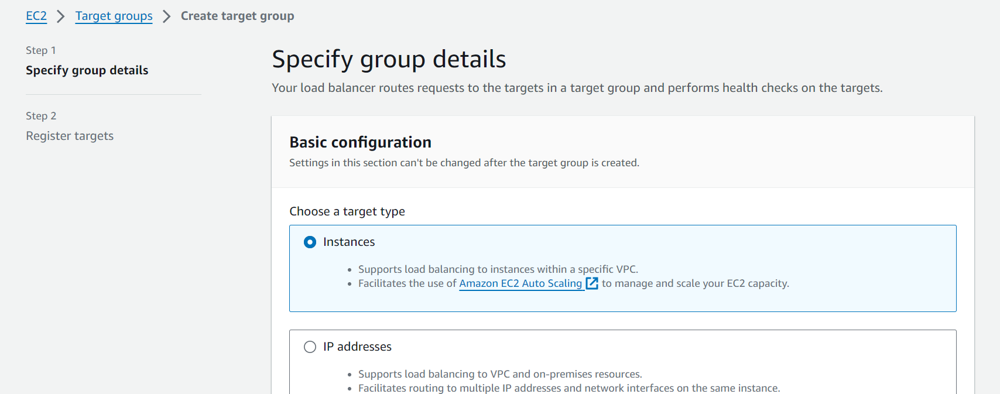 EC2 > Target groups > Create target group
Step 1
Specify group details
Step 2
Register targets
Specify group details
Your load balancer routes requests to the targets in a target group and performs health checks on the targets.
Basic configuration
Settings in this section can't be changed after the target group is created.
Choose a target type
Instances
• Supports load balancing to instances within a specific VPC.
• Facilitates the use of Amazon EC2 Auto Scaling to manage and scale your EC2 capacity.
IP addresses
• Supports load balancing to VPC and on-premises resources.
• Facilitates routing to multiple IP addresses and network interfaces on the same instance.